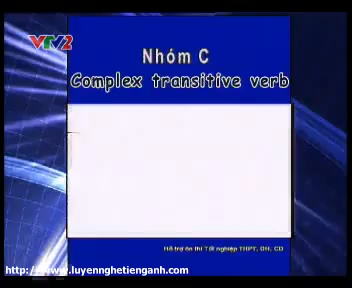 VTV2
Nhóm C
Complex transitive verb
Hỗ trợ ôn thi Tốt nghiệp THPT, ĐH, CĐ
http://www.luyennghetienganh.com